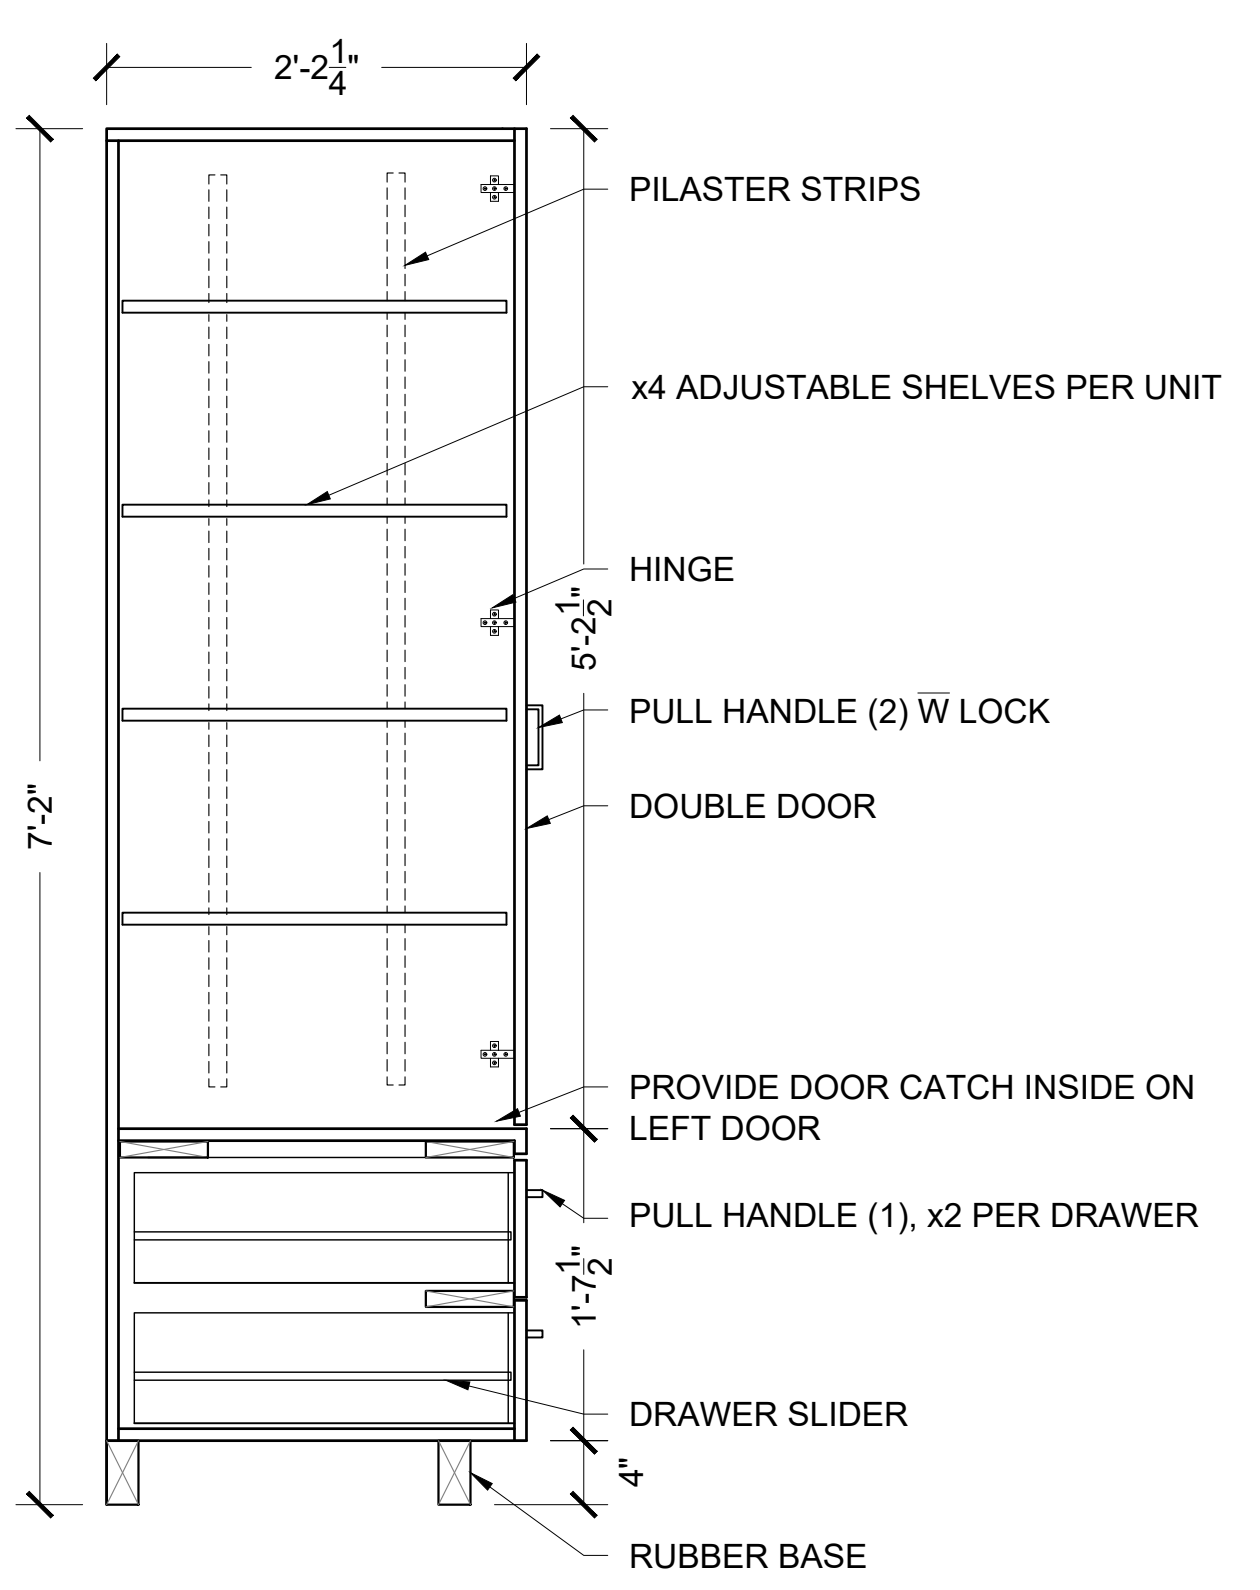 2'-2 1/4"
PILASTER STRIPS
x4 ADJUSTABLE SHELVES PER UNIT
HINGE
5'-2 1/2"
PULL HANDLE (2) W̅ LOCK
7'-2"
DOUBLE DOOR
PROVIDE DOOR CATCH INSIDE ON
LEFT DOOR
PULL HANDLE (1), x2 PER DRAWER
1'-7 1/2"
DRAWER SLIDER
4"
RUBBER BASE